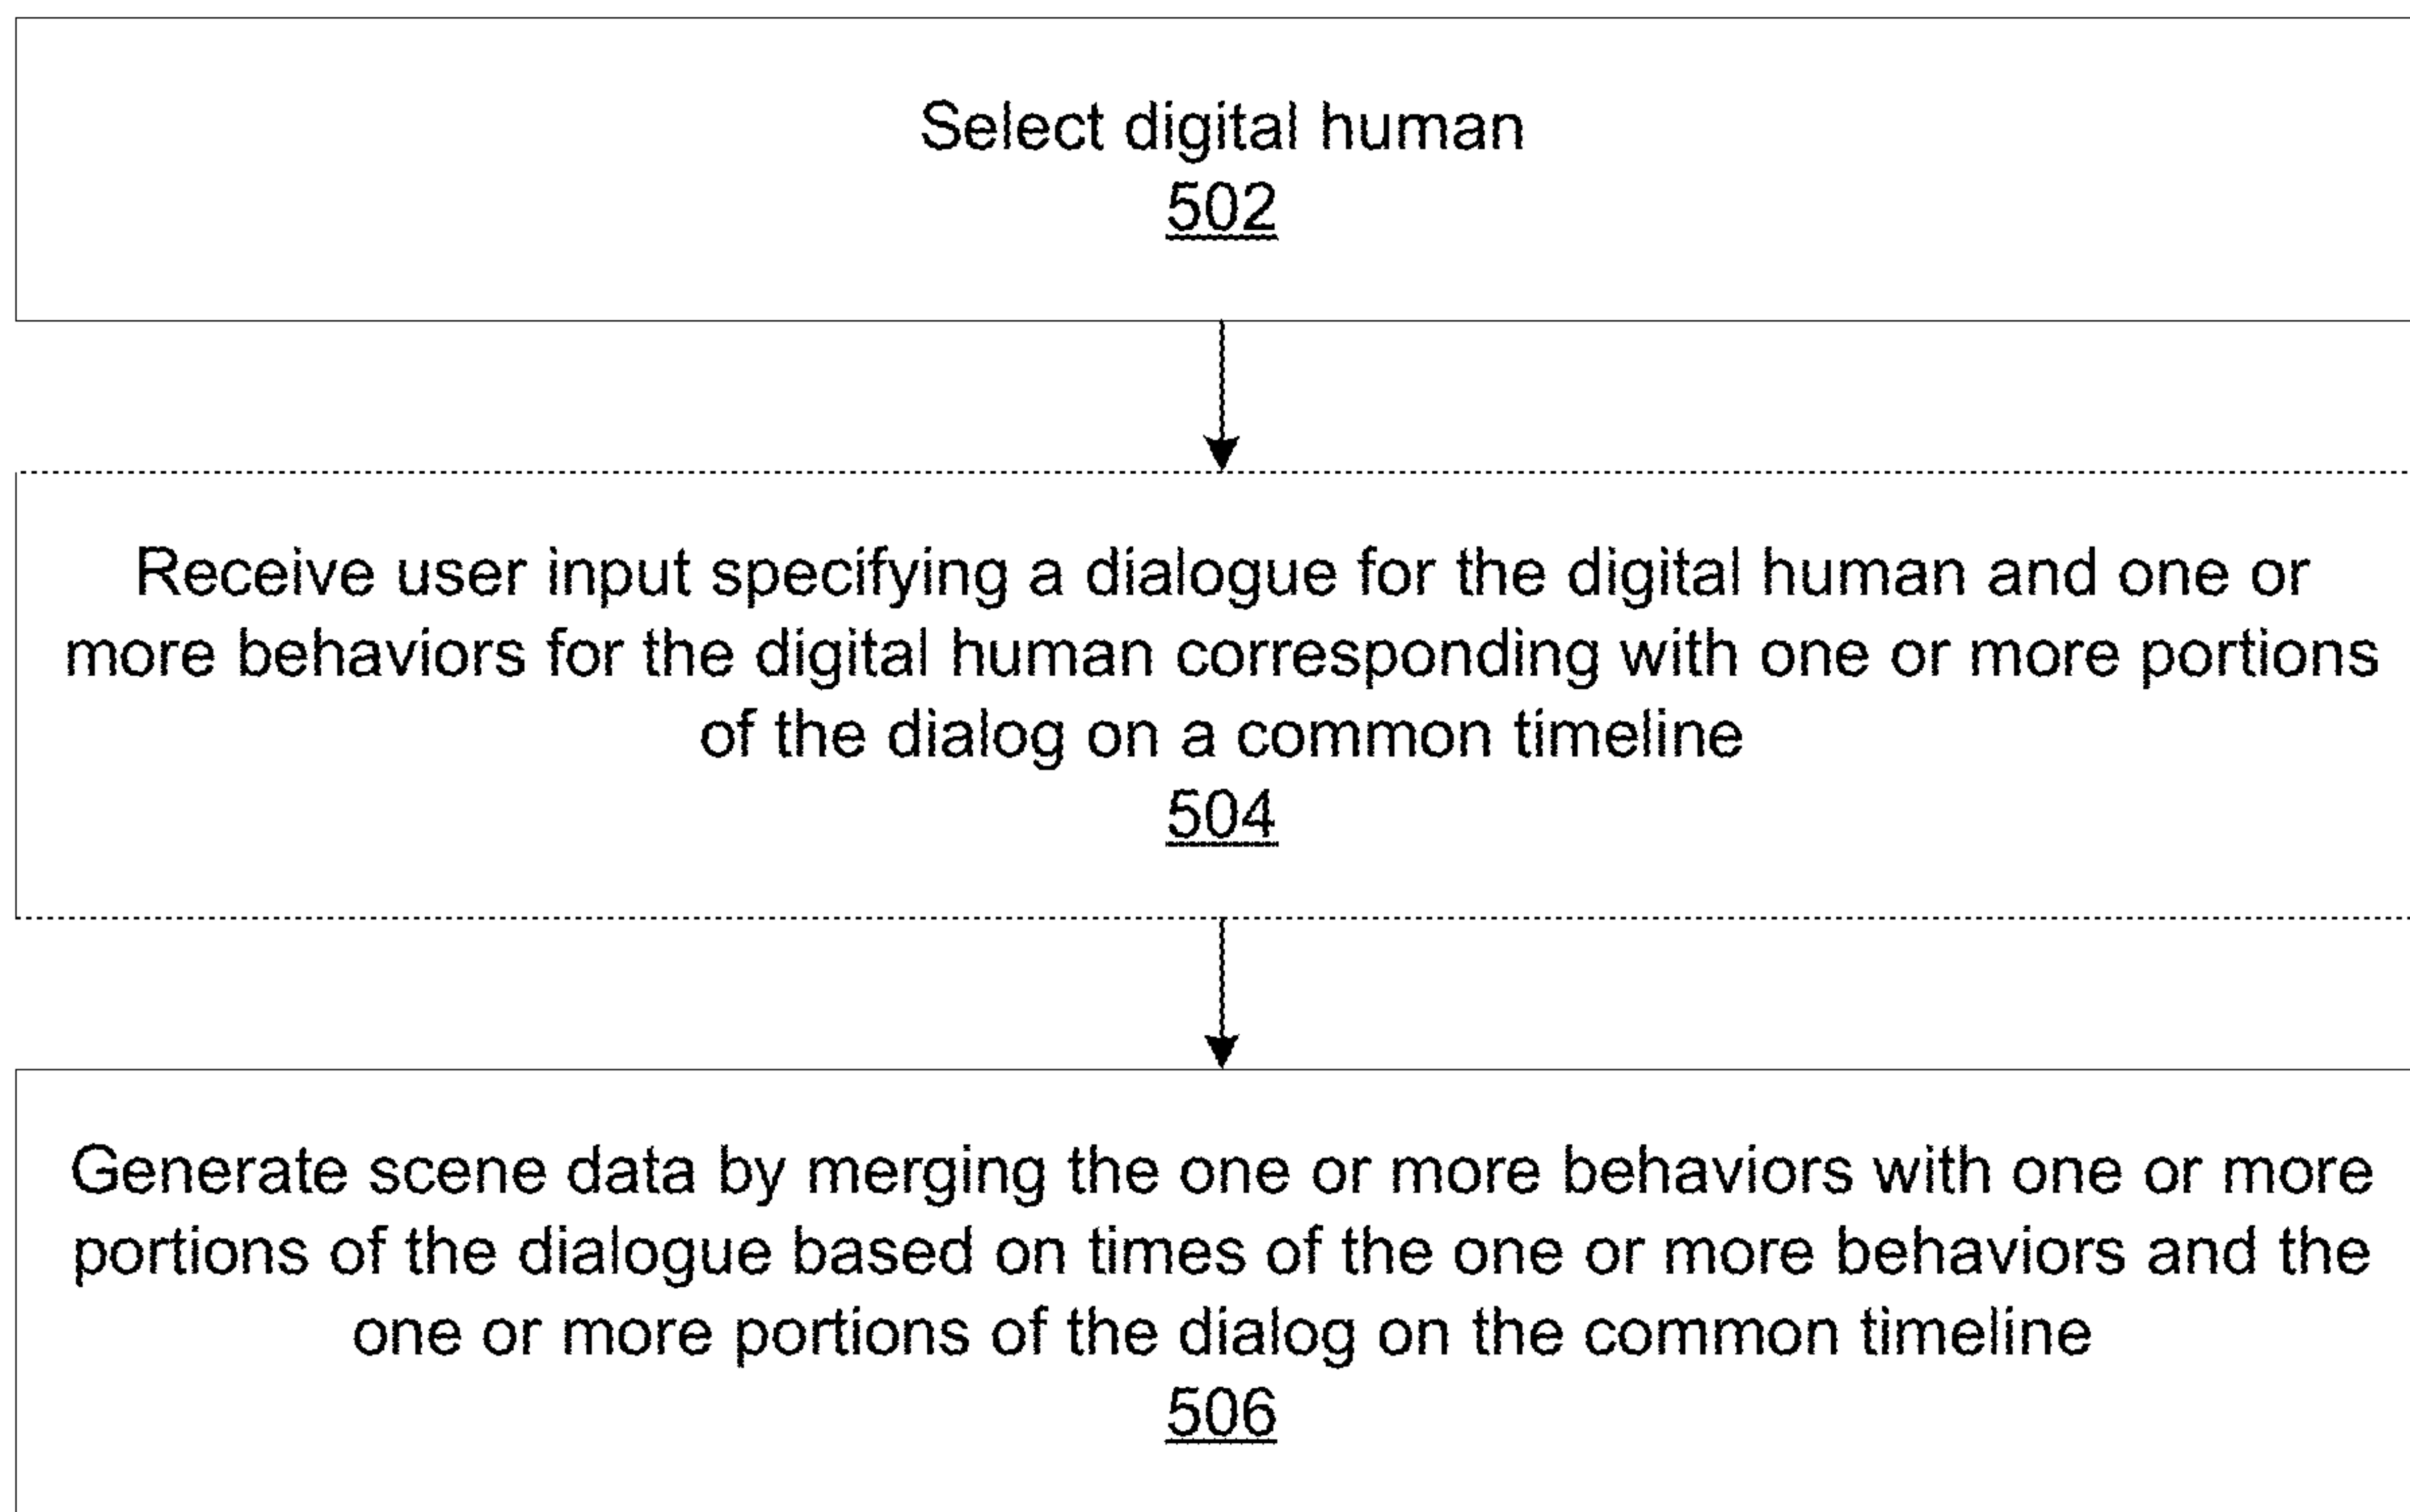 Select digital human
502
Receive user input specifying a dialogue for the digital human and one or
more behaviors for the digital human corresponding with one or more portions
of the dialog on a common timeline
504
Generate scene data by merging the one or more behaviors with one or more
portions of the dialogue based on times of the one or more behaviors and the
one or more portions of the dialog on the common timeline
506